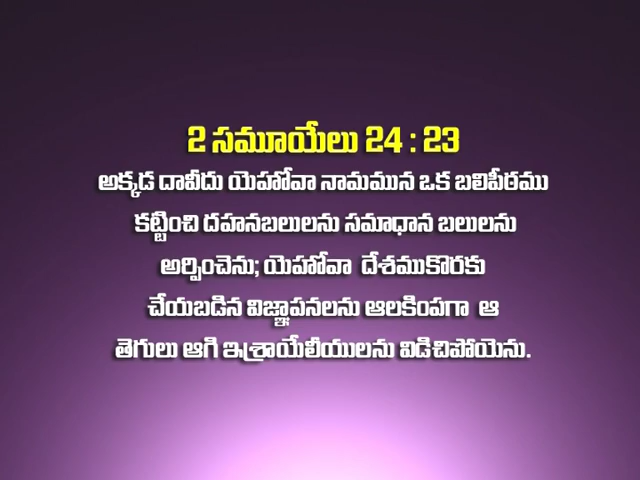 2 సమూయేలు 24 : 23
అక్కడ దావీదు యెహోవా నామమున ఒక బలిపీఠము
కట్టించి దహనబలులను సమాధాన బలులను
అర్పించెను; యెహోవా దేశముకొరకు
చేయబడిన విజ్ఞాపనలను ఆలకింపగా ఆ
తెగులు ఆగి ఇశ్రాయేలీయులను విడిచిపోయెను.